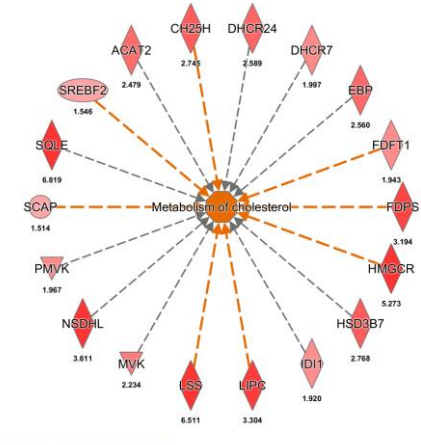 CH25H
2.745
DHCR24
2.589
DHCR7
1.997
EBP
2.560
FDFT1
1.943
FDPS
3.194
HMGCR
5.273
HSD3B7
2.768
IDI1
1.920
LIPC
3.304
LSS
6.511
MVK
2.234
NSDHL
3.611
PMVK
1.967
SCAP
1.514
SQLE
6.819
SREBF2
1.546
ACAT2
2.479
Metabolism of cholesterol